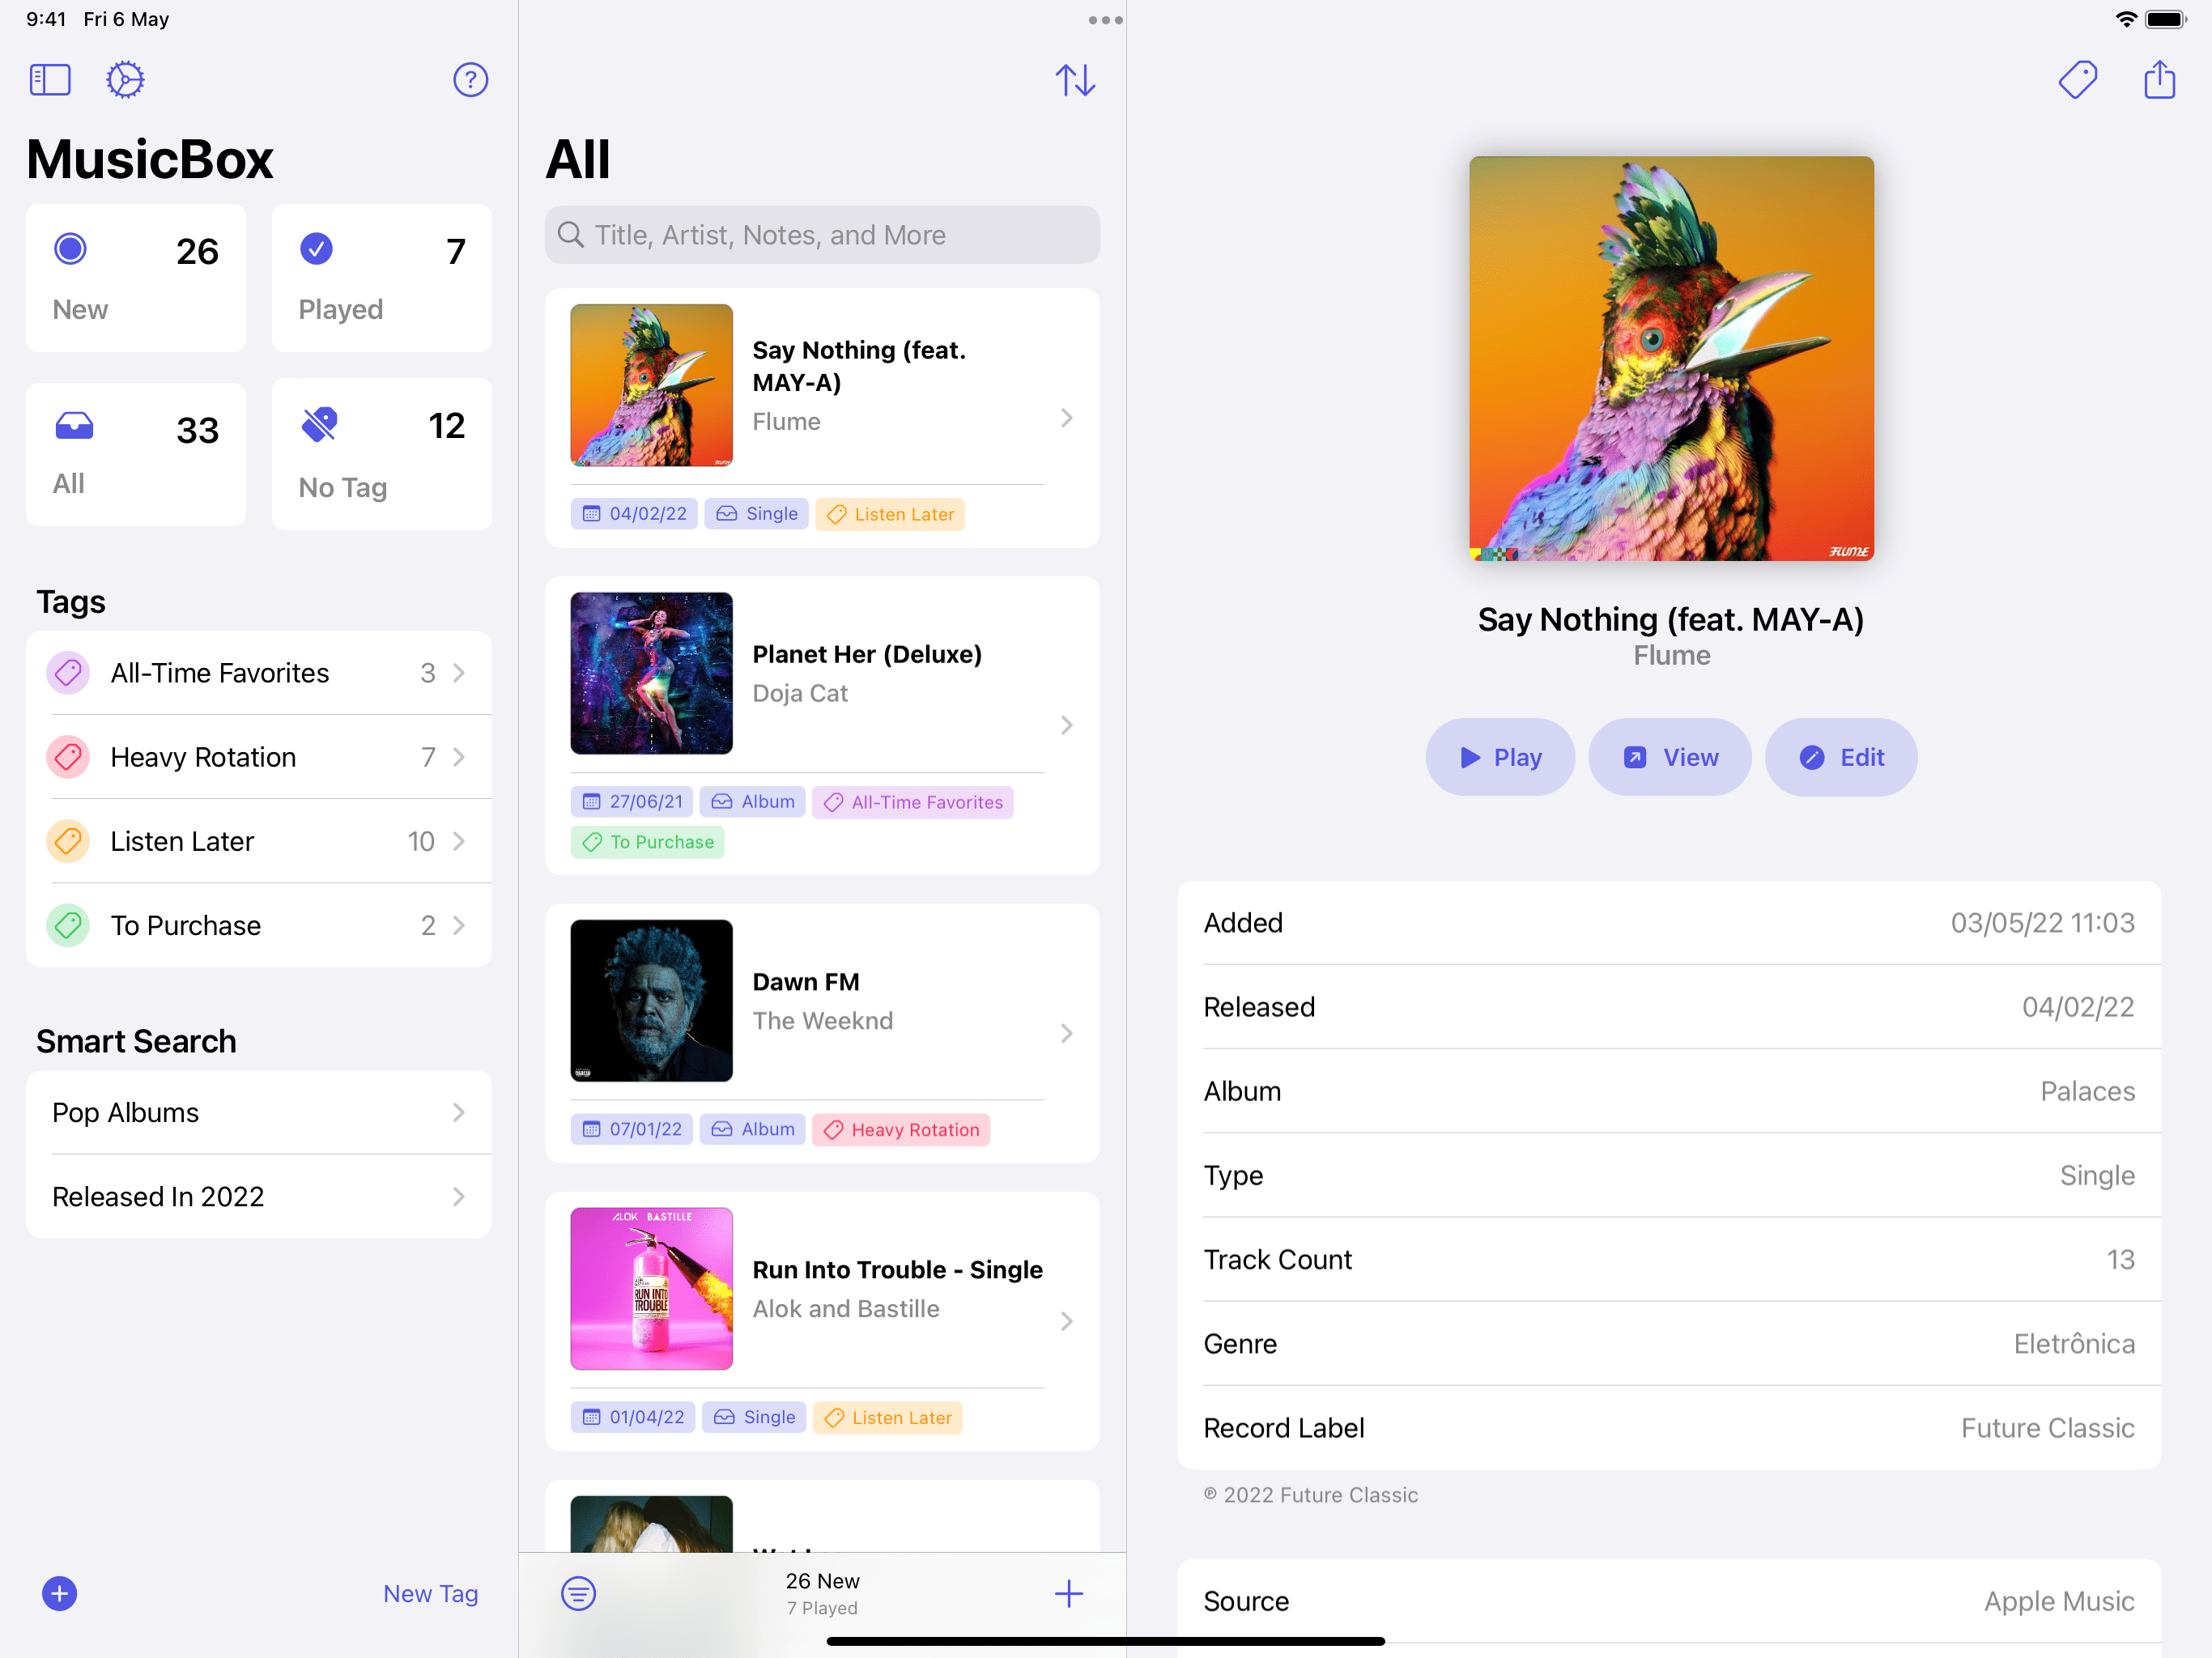 9:41 Fri 6 May
MusicBox
26
New
7
Played
33
All
12
No Tag
Tags
All-Time Favorites 3
Heavy Rotation 7
Listen Later 10
To Purchase 2
Smart Search
Pop Albums
Released In 2022
New Tag
All
Title, Artist, Notes, and More
Say Nothing (feat.
MAY-A)
Flume
04/02/22 Single Listen Later
Planet Her (Deluxe)
Doja Cat
27/06/21 Album All-Time Favorites
To Purchase
Dawn FM
The Weeknd
07/01/22 Album Heavy Rotation
ALOK BASTILLE
RUN INTO
TROUBLE
Run Into Trouble - Single
Alok and Bastille
01/04/22 Single Listen Later
26 New
7 Played
FLUME
Say Nothing (feat. MAY-A)
Flume
Play View Edit
Added 03/05/22 11:03
Released 04/02/22
Album Palaces
Type Single
Track Count 13
Genre Eletrônica
Record Label Future Classic
℗ 2022 Future Classic
Source Apple Music